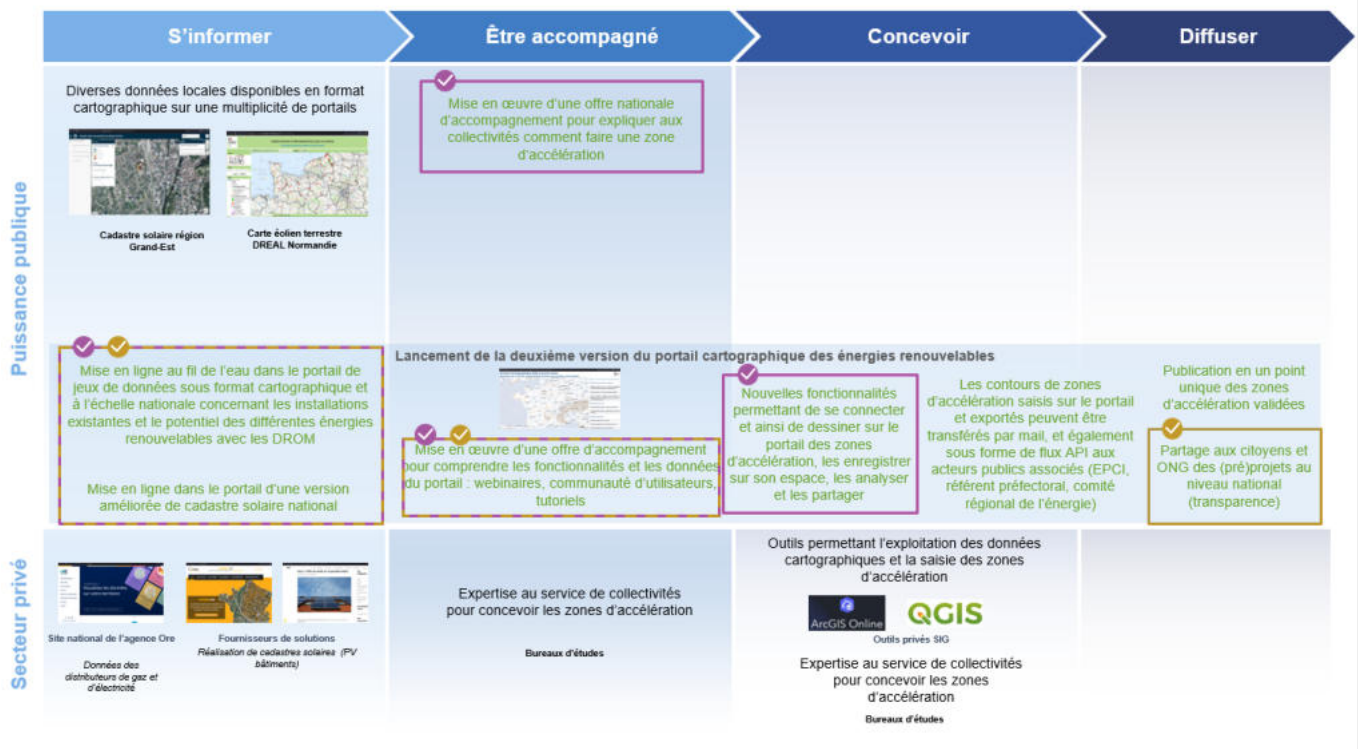 S'informer
Être accompagné
Concevoir
Diffuser
Puissance publique
Diverses données locales disponibles en format
cartographique sur une multiplicité de portails
Cadastre solaire région
Grand-Est
Carte éolien terrestre
DREAL Normandie
Mise en œuvre d'une offre nationale
d'accompagnement pour expliquer aux
collectivités comment faire une zone
d'accélération
Lancement de la deuxième version du portail cartographique des énergies renouvelables
Mise en ligne au fil de l'eau dans le portail de
jeux de données sous format cartographique et
à l'échelle nationale concernant les installations
existantes et le potentiel des différentes énergies
renouvelables avec les DROM
Mise en ligne dans le portail d'une version
améliorée de cadastre solaire national
Mise en œuvre d'une offre d'accompagnement
pour comprendre les fonctionnalités et les données
du portail : webinaires, communauté d'utilisateurs,
tutoriels
Nouvelles fonctionnalités
permettant de se connecter
et ainsi de dessiner sur le
portail des zones
d'accélération, les enregistrer
sur son espace, les analyser
et les partager
Les contours de zones
d'accélération saisis sur le portail
et exportés peuvent être
transférés par mail, et également
sous forme de flux API aux
acteurs publics associés (EPCI,
référent préfectoral, comité
régional de l'énergie)
Publication en un point
unique des zones
d'accélération validées
Partage aux citoyens et
ONG des (pré)projets au
niveau national
(transparence)
Secteur privé
Site national de l'agence Ore
Données des
distributeurs de gaz et
d'électricité
Fournisseurs de solutions
Réalisation de cadastres solaires (PV
bâtiments)
Expertise au service de collectivités
pour concevoir les zones d'accélération
Bureaux d'études
Outils permettant l'exploitation des données
cartographiques et la saisie des zones
d'accélération
ArcGIS Online
QGIS
Outils privés SIG
Expertise au service de collectivités
pour concevoir les zones
d'accélération
Bureaux d'études